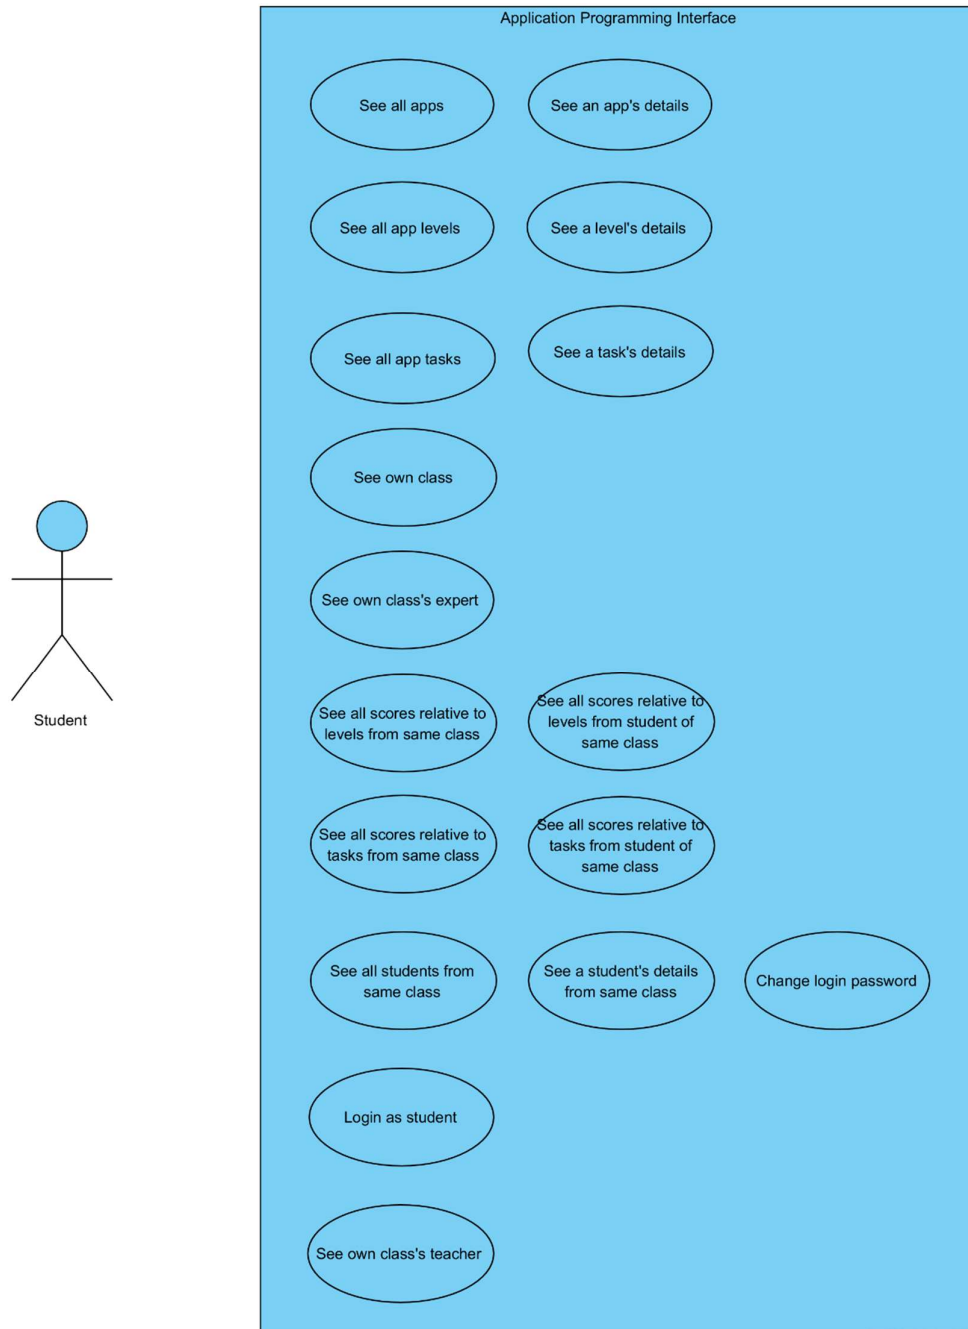 Application Programming Interface
See all apps
See an app's details
See all app levels
See a level's details
See all app tasks
See a task's details
See own class
See own class's expert
Student
See all scores relative to
levels from same class
See all scores relative to
levels from student of
same class
See all scores relative to
tasks from same class
See all scores relative to
tasks from student of
same class
See all students from
same class
See a student's details
from same class
Change login password
Login as student
See own class's teacher